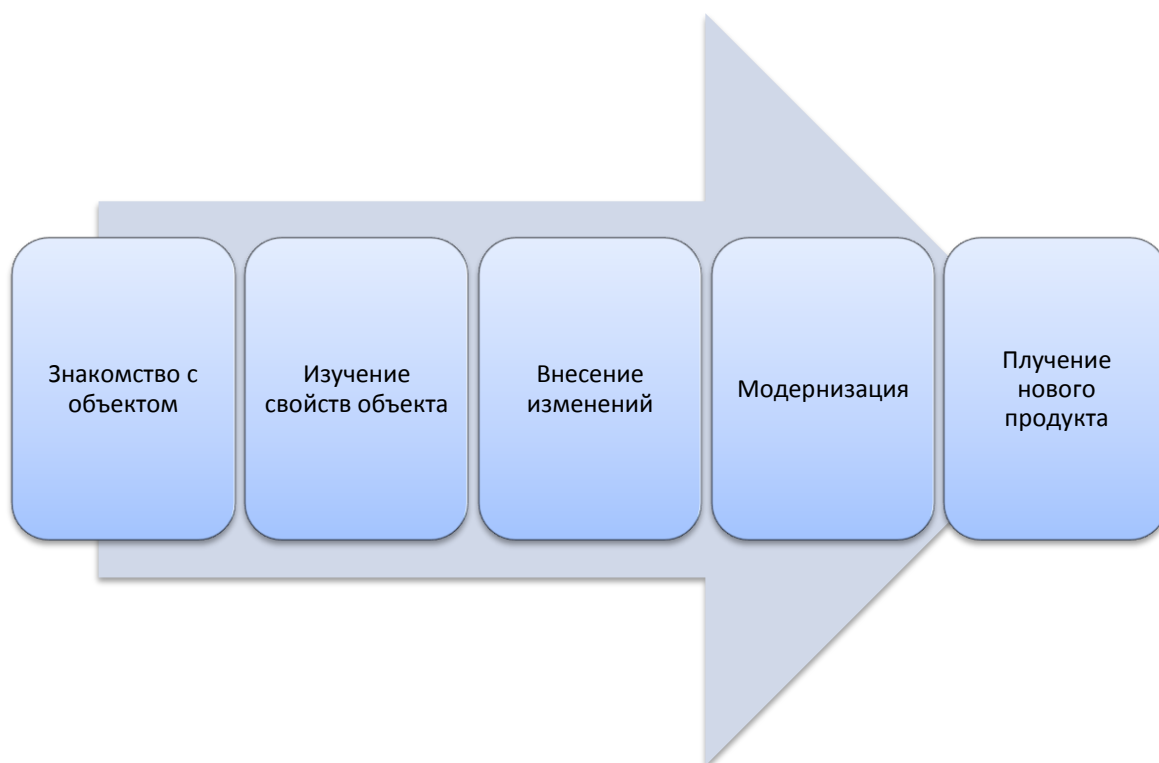 Знакомство с
объектом
Изучение
свойств объекта
Внесение
изменений
Модернизация
Плучение
нового
продукта